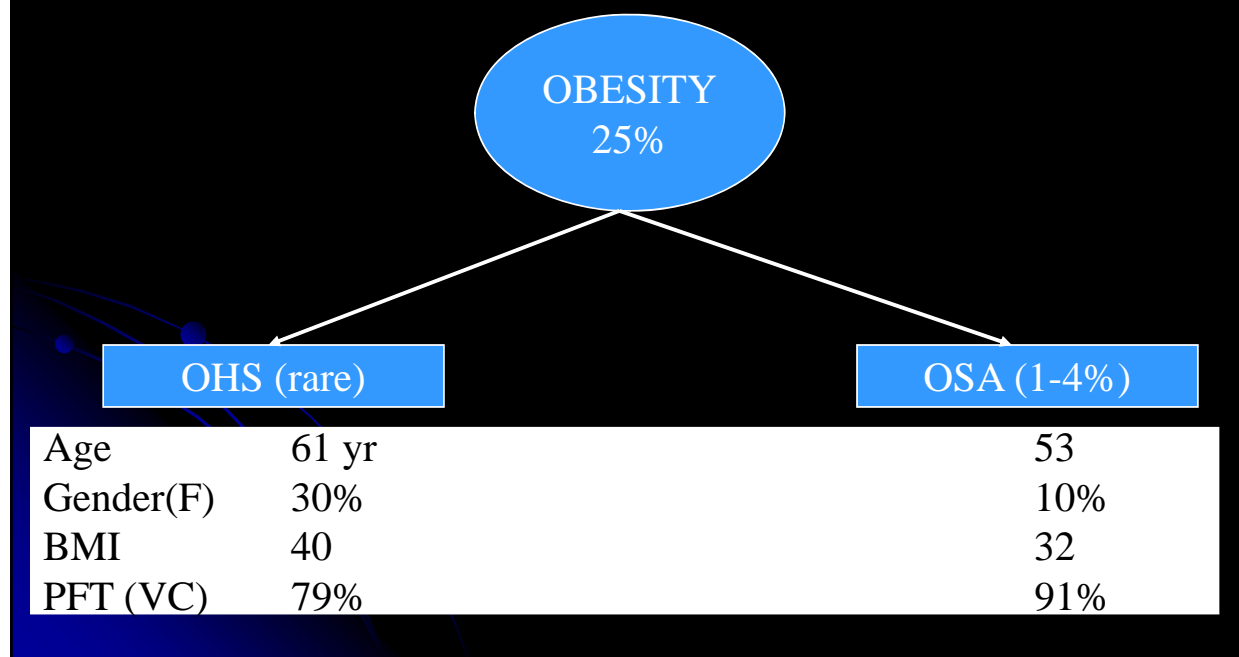 OBESITY
25%
OHS (rare)
OSA (1-4%)
Age 61 yr 53
Gender(F) 30% 10%
BMI 40 32
PFT (VC) 79% 91%